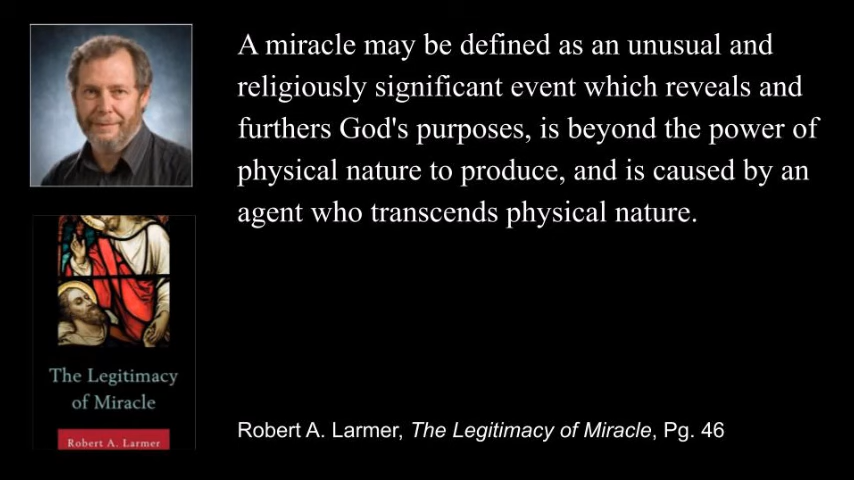 A miracle may be defined as an unusual and
religiously significant event which reveals and
furthers God's purposes, is beyond the power of
physical nature to produce, and is caused by an
agent who transcends physical nature.
The Legitimacy
of Miracle
Robert A. Larmer
Robert A. Larmer, The Legitimacy of Miracle, Pg. 46